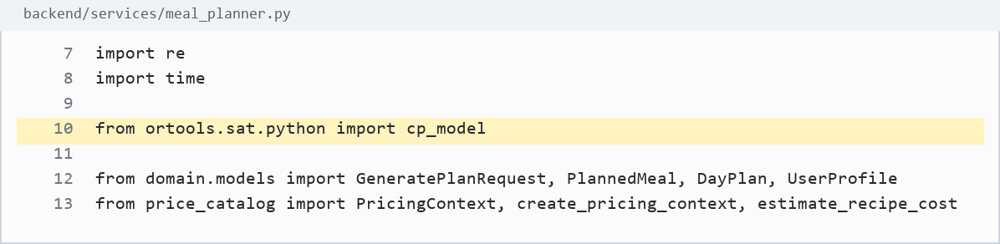 backend/services/meal_planner.py
7 import re
8 import time
9
10 from ortools.sat.python import cp_model
11
12 from domain.models import GeneratePlanRequest, PlannedMeal, DayPlan, UserProfile
13 from price_catalog import PricingContext, create_pricing_context, estimate_recipe_cost